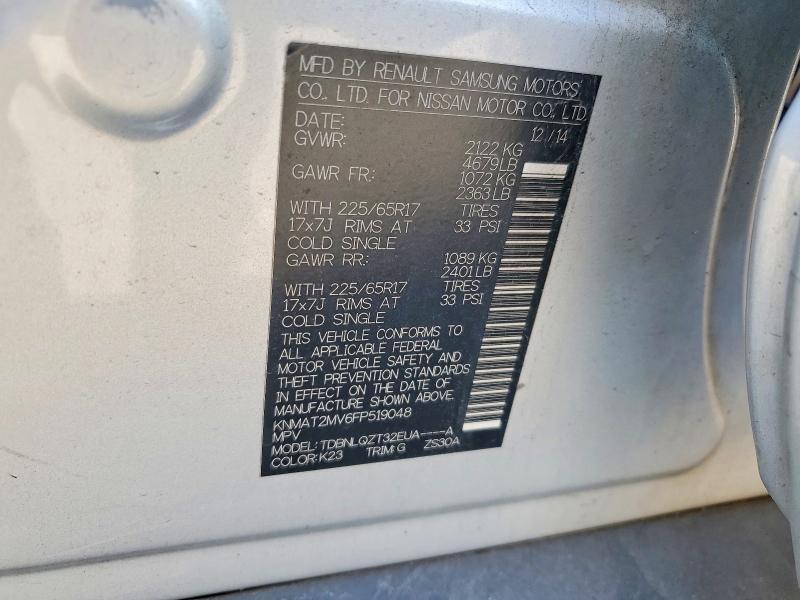 MFD BY RENAULT SAMSUNG MOTORS
CO., LTD. FOR NISSAN MOTOR CO., LTD.
DATE: 12/14
GVWR: 2122 KG
4679LB
GAWR FR.: 1072 KG
2363LB
WITH 225/65R17 TIRES
17x7J RIMS AT 33 PSI
COLD SINGLE
GAWR RR.: 1089 KG
2401LB
WITH 225/65R17 TIRES
17x7J RIMS AT 33 PSI
COLD SINGLE
THIS VEHICLE CONFORMS TO
ALL APPLICABLE FEDERAL
MOTOR VEHICLE SAFETY AND
THEFT PREVENTION STANDARDS
IN EFFECT ON THE DATE OF
MANUFACTURE SHOWN ABOVE.
KNMAT2MV6FP519048
MPV
MODEL: TDBNLQZT32EUA----A
COLOR: K23 TRIM: G ZS30A